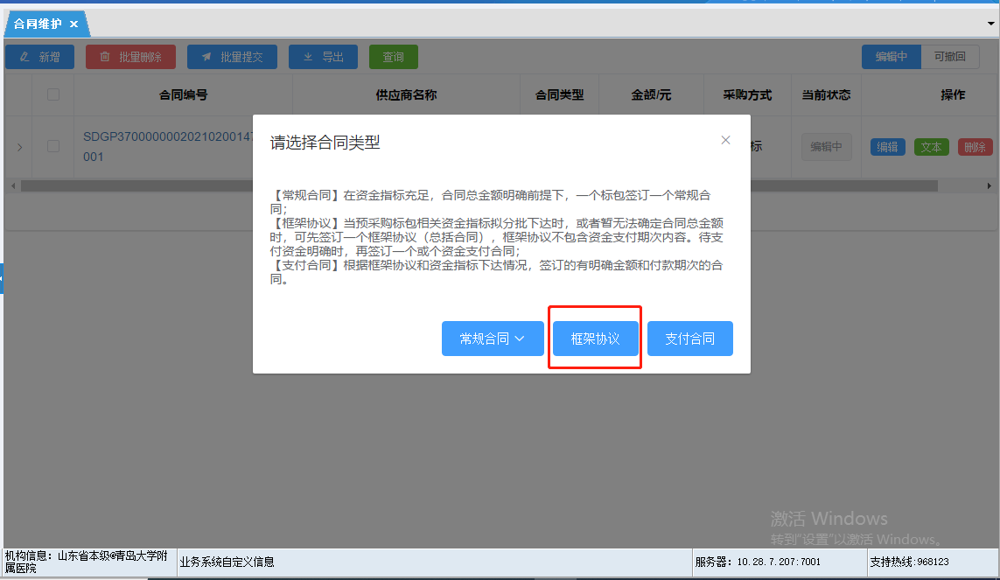 合同维护 ×
新增 批量删除 批量提交 导出 查询 编辑中 可撤回
合同编号 供应商名称 合同类型 金额/元 采购方式 当前状态 操作
SDGP3700000002021020014
001
标 编辑中 编辑 文本 删除
请选择合同类型
【常规合同】在资金指标充足，合同总金额明确前提下，一个标包签订一个常规合
同；
【框架协议】当预采购标包相关资金指标拟分批下达时，或者暂无法确定合同总金额
时，可先签订一个框架协议（总括合同），框架协议不包含资金支付期次内容。待支
付资金明确时，再签订一个或个资金支付合同；
【支付合同】根据框架协议和资金指标下达情况，签订的有明确金额和付款期次的合
同。
常规合同 框架协议 支付合同
激活 Windows
转到"设置"以激活 Windows。
机构信息：山东省本级@青岛大学附
属医院
业务系统自定义信息
服务器：10.28.7.207:7001
支持热线:968123